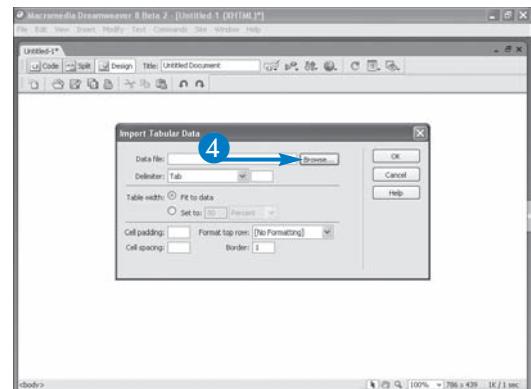 Macromedia Dreamweaver 8 Beta 2 - [Untitled-1 (XHTML)*]
File Edit View Insert Modify Text Commands Site Window Help
Untitled-1*
Code Split Design Title: Untitled Document
Import Tabular Data
4
Data file: Browse... OK
Delimiter: Tab Cancel
Table width: Fit to data Help
Set to: 80 Percent
Cell padding: Format top row: [No Formatting]
Cell spacing: Border: 1
<body> 100% 786 x 439 1K / 1 sec